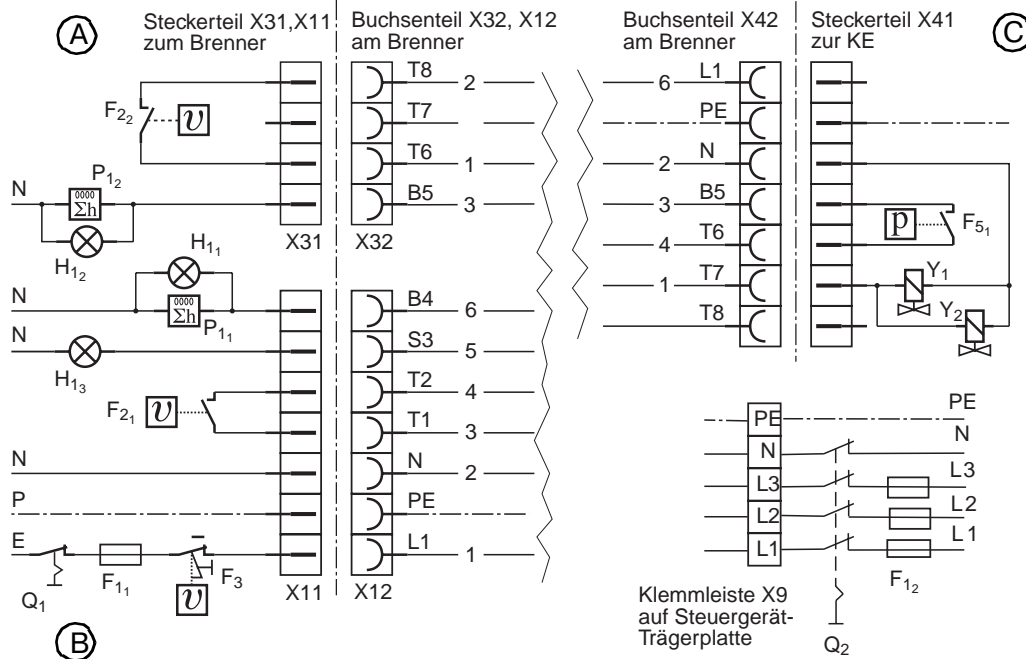 A
Steckerteil X31,X11
zum Brenner
Buchsenteil X32, X12
am Brenner
Buchsenteil X42
am Brenner
Steckerteil X41
zur KE
C
F2₂
υ
T8 2
T7
T6 1
B5 3
N
P1₂
0000
Σh
H1₂
X31 X32
H1₁
N
0000
Σh
P1₁
B4 6
N
H1₃
S3 5
F2₁
υ
T2 4
T1 3
N
N 2
P
PE
E
L1 1
Q₁
F1₁
F₃
υ
X11 X12
B
6 L1
PE
2 N
3 B5
4 T6
1 T7
T8
p
F5₁
Y₁
Y₂
PE PE
N N
L3 L3
L2 L2
L1 L1
F1₂
Klemmleiste X9
auf Steuergerät-
Trägerplatte
Q₂